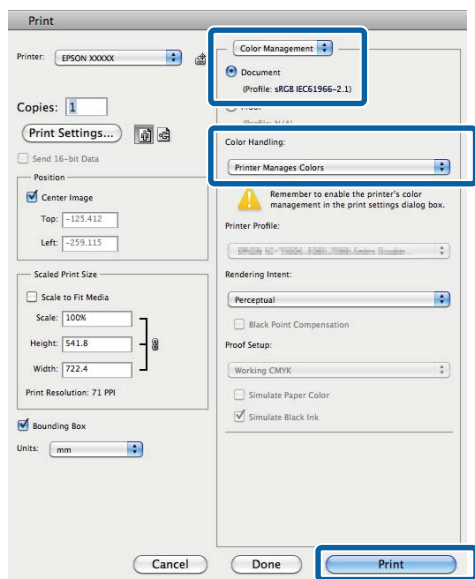 Print
Printer: EPSON XXXXX
Copies: 1
Print Settings...
Send 16-bit Data
Position
Center Image
Top: -125.412
Left: -259.115
Scaled Print Size
Scale to Fit Media
Scale: 100%
Height: 541.8
Width: 722.4
Print Resolution: 71 PPI
Bounding Box
Units: mm
Color Management
Document
(Profile: sRGB IEC61966-2.1)
Color Handling:
Printer Manages Colors
Remember to enable the printer's color
management in the print settings dialog box.
Printer Profile:
Rendering Intent:
Perceptual
Black Point Compensation
Proof Setup:
Working CMYK
Simulate Paper Color
Simulate Black Ink
Cancel
Done
Print